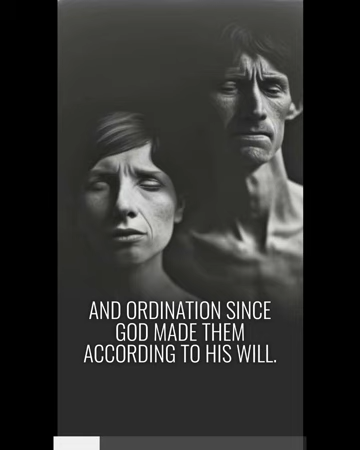 AND ORDINATION SINCE
GOD MADE THEM
ACCORDING TO HIS WILL.